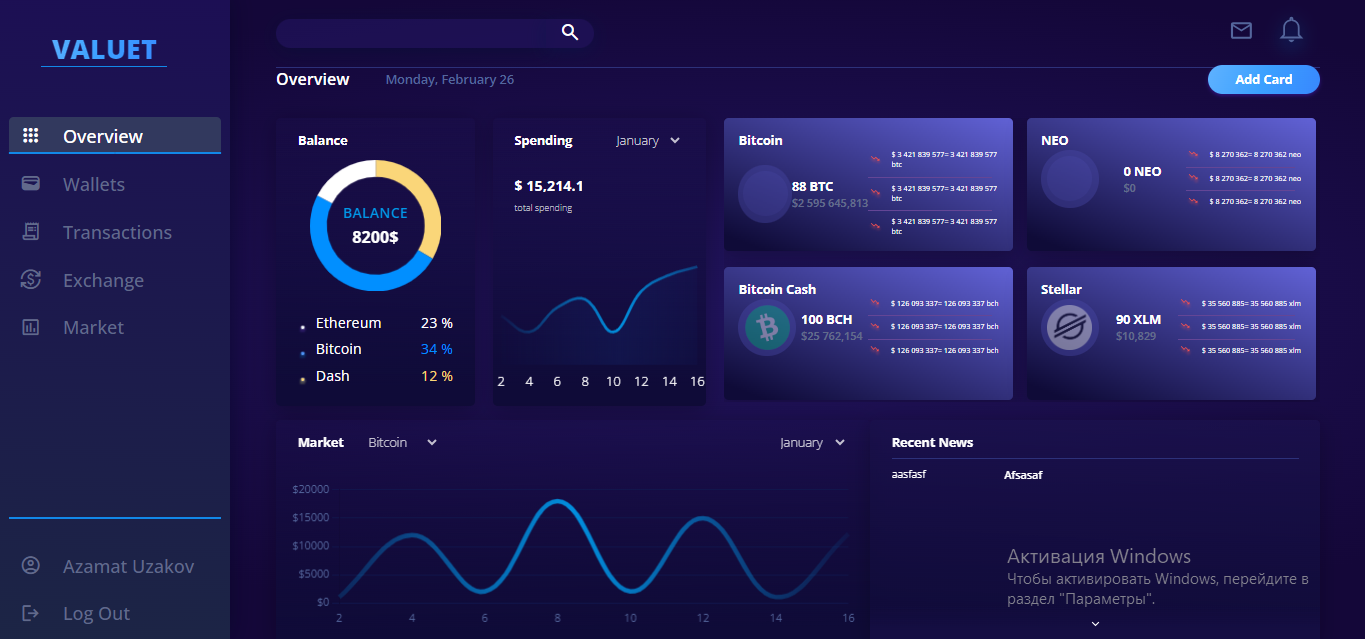 VALUET
Overview
Wallets
Transactions
Exchange
Market
Azamat Uzakov
Log Out
Overview
Monday, February 26
Add Card
Balance
BALANCE
8200$
Ethereum 23 %
Bitcoin 34 %
Dash 12 %
Spending January
$ 15,214.1
total spending
2 4 6 8 10 12 14 16
Bitcoin
88 BTC
$2 595 645,813
$ 3 421 839 577= 3 421 839 577
btc
$ 3 421 839 577= 3 421 839 577
btc
$ 3 421 839 577= 3 421 839 577
btc
NEO
0 NEO
$0
$ 8 270 362= 8 270 362 neo
$ 8 270 362= 8 270 362 neo
$ 8 270 362= 8 270 362 neo
Bitcoin Cash
100 BCH
$25 762,154
$ 126 093 337= 126 093 337 bch
$ 126 093 337= 126 093 337 bch
$ 126 093 337= 126 093 337 bch
Stellar
90 XLM
$10,829
$ 35 560 885= 35 560 885 xlm
$ 35 560 885= 35 560 885 xlm
$ 35 560 885= 35 560 885 xlm
Market Bitcoin January
$20000
$15000
$10000
$5000
$0
2 4 6 8 10 12 14 16
Recent News
aasfasf Afsasaf
Активация Windows
Чтобы активировать Windows, перейдите в
раздел "Параметры".